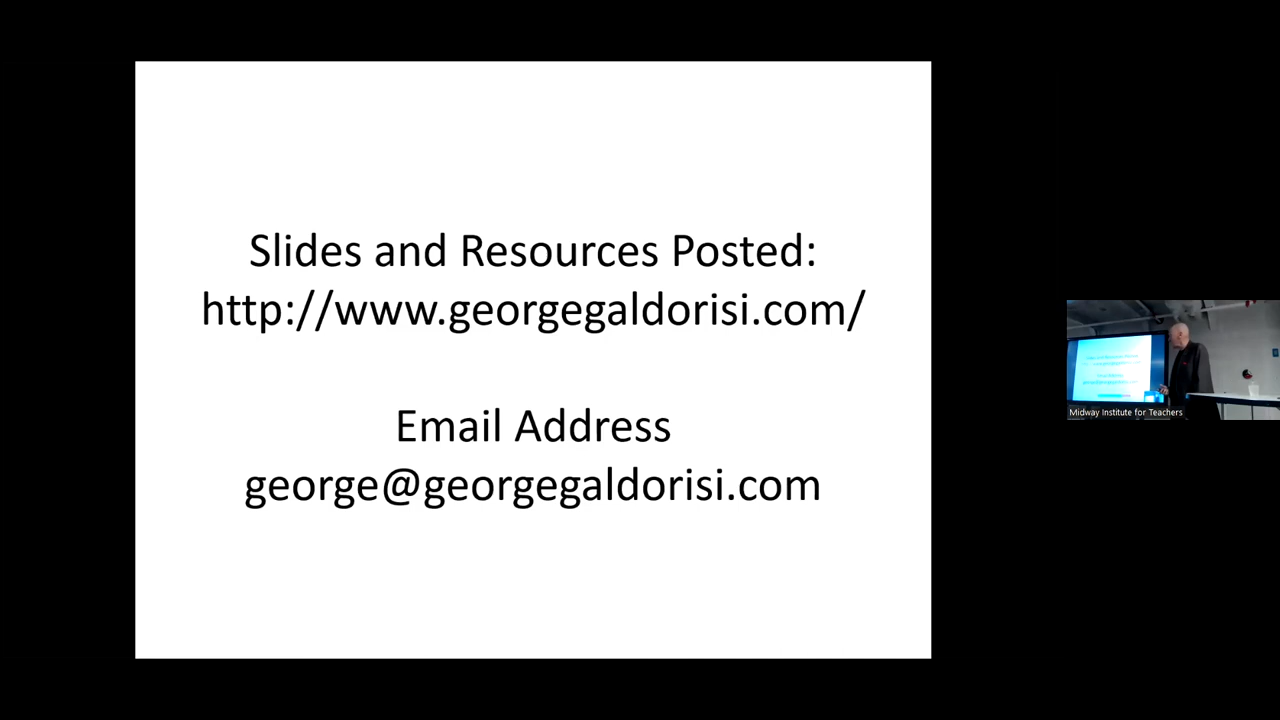 Slides and Resources Posted:
http://www.georgegaldorisi.com/
Email Address
george@georgegaldorisi.com
Midway Institute for Teachers